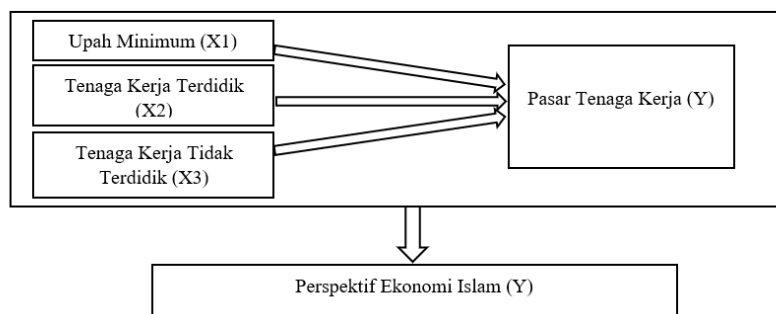 Upah Minimum (X1)
Tenaga Kerja Terdidik
(X2)
Tenaga Kerja Tidak
Terdidik (X3)
Pasar Tenaga Kerja (Y)
Perspektif Ekonomi Islam (Y)